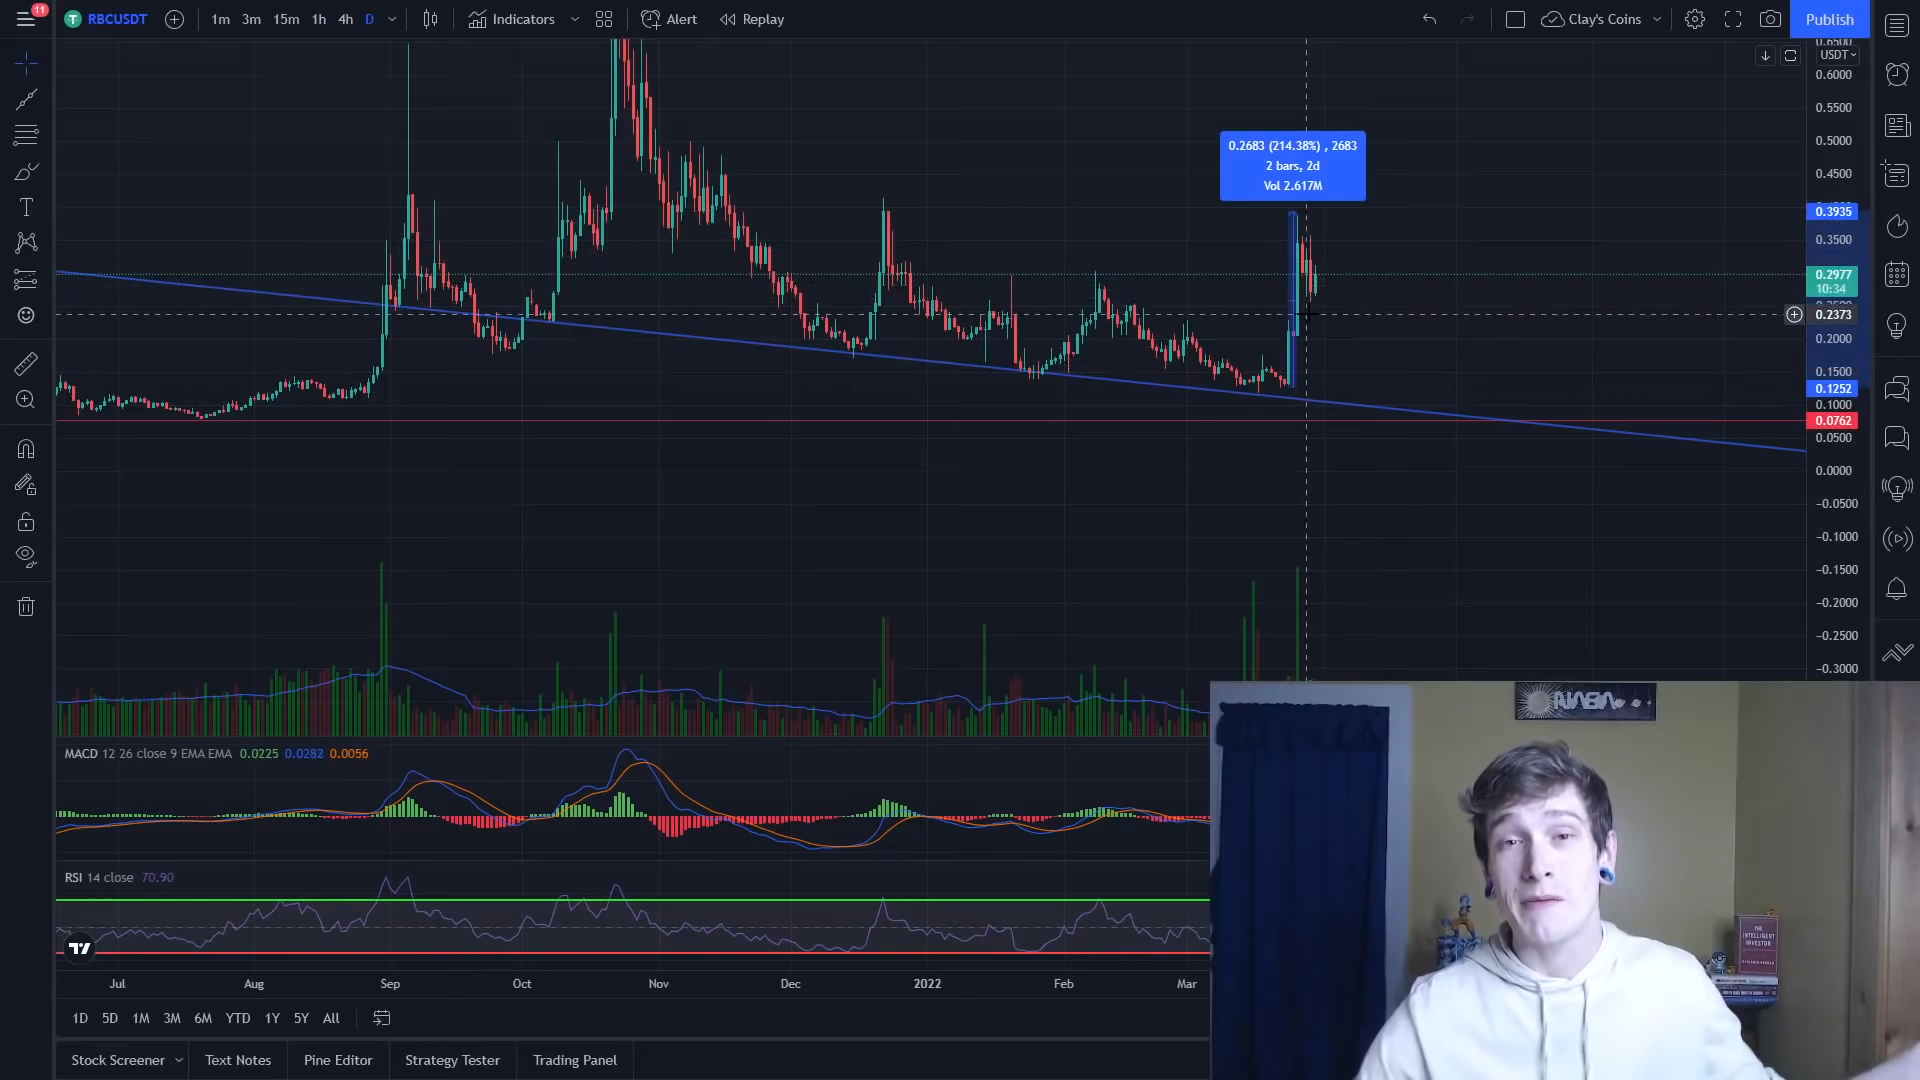 11
RBCUSDT
1m 3m 15m 1h 4h D
Indicators
Alert
Replay
Clay's Coins
Publish
0.6500
USDT
0.6000
0.5500
0.5000
0.4500
0.2683 (214.38%) , 2683
2 bars, 2d
Vol 2.617M
0.3935
0.3500
0.2977
10:34
0.2373
0.2000
0.1500
0.1252
0.1000
0.0762
0.0500
0.0000
−0.0500
−0.1000
−0.1500
−0.2000
−0.2500
−0.3000
MACD 12 26 close 9 EMA EMA 0.0225 0.0282 0.0056
RSI 14 close 70.90
Jul Aug Sep Oct Nov Dec 2022 Feb Mar
1D 5D 1M 3M 6M YTD 1Y 5Y All
Stock Screener Text Notes Pine Editor Strategy Tester Trading Panel
THE
INTELLIGENT
INVESTOR